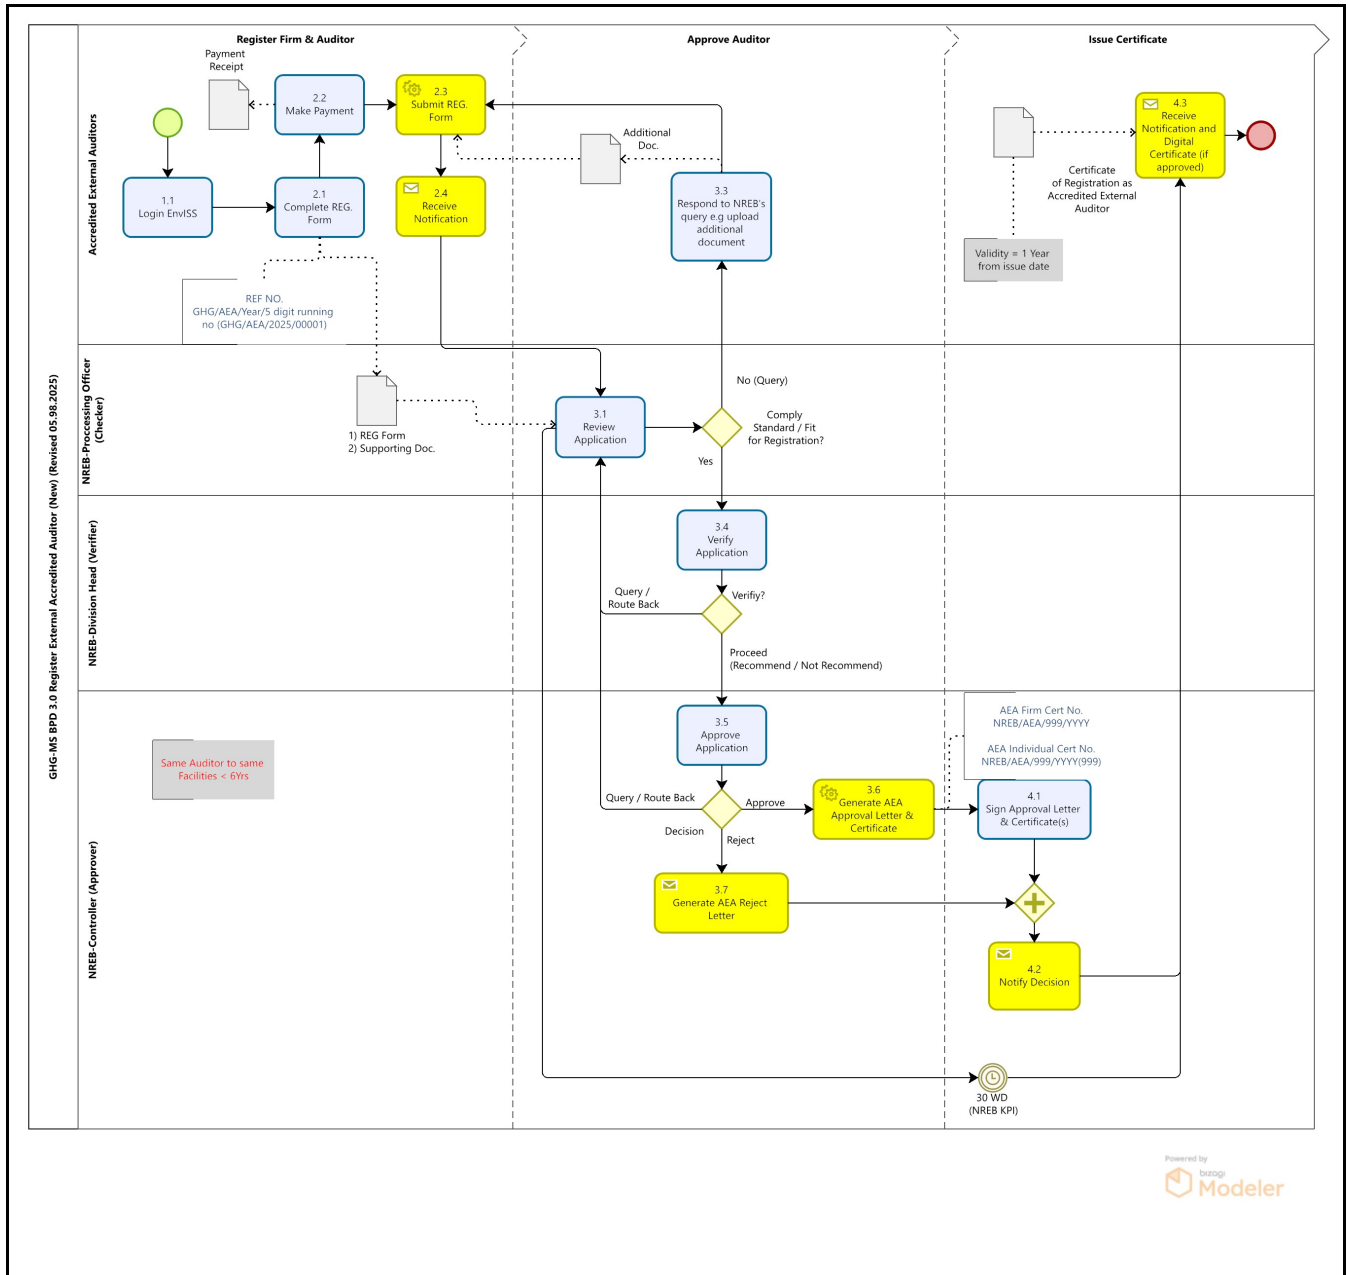 GHG-MS BPD 3.0 Register External Accredited Auditor (New) (Revised 05.98.2025)
Register Firm & Auditor
Approve Auditor
Issue Certificate
Accredited External Auditors
Payment
Receipt
2.2
Make Payment
2.3
Submit REG.
Form
1.1
Login EnvISS
2.1
Complete REG.
Form
2.4
Receive
Notification
REF NO.
GHG/AEA/Year/5 digit running
no (GHG/AEA/2025/00001)
Additional
Doc.
3.3
Respond to NREB's
query e.g upload
additional
document
4.3
Receive
Notification and
Digital
Certificate (if
approved)
Certificate
of Registration as
Accredited External
Auditor
Validity = 1 Year
from issue date
NREB-Proccessing Officer
(Checker)
1) REG Form
2) Supporting Doc.
3.1
Review
Application
No (Query)
Comply
Standard / Fit
for Registration?
Yes
NREB-Division Head (Verifier)
3.4
Verify
Application
Query /
Route Back
Verifiy?
Proceed
(Recommend / Not Recommend)
NREB-Controller (Approver)
Same Auditor to same
Facilities < 6Yrs
3.5
Approve
Application
Query / Route Back
Approve
Decision
Reject
3.6
Generate AEA
Approval Letter &
Certificate
3.7
Generate AEA Reject
Letter
AEA Firm Cert No.
NREB/AEA/999/YYYY
AEA Individual Cert No.
NREB/AEA/999/YYYY(999)
4.1
Sign Approval Letter
& Certificate(s)
4.2
Notify Decision
30 WD
(NREB KPI)
Powered by
bizagi
Modeler